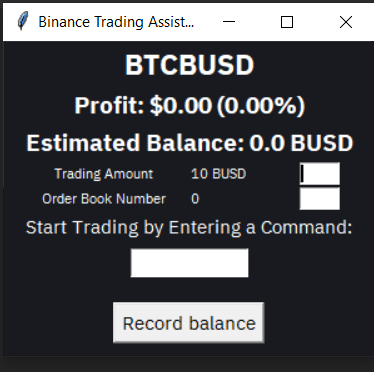 Binance Trading Assist...
BTCBUSD
Profit: $0.00 (0.00%)
Estimated Balance: 0.0 BUSD
Trading Amount 10 BUSD
Order Book Number 0
Start Trading by Entering a Command:
Record balance